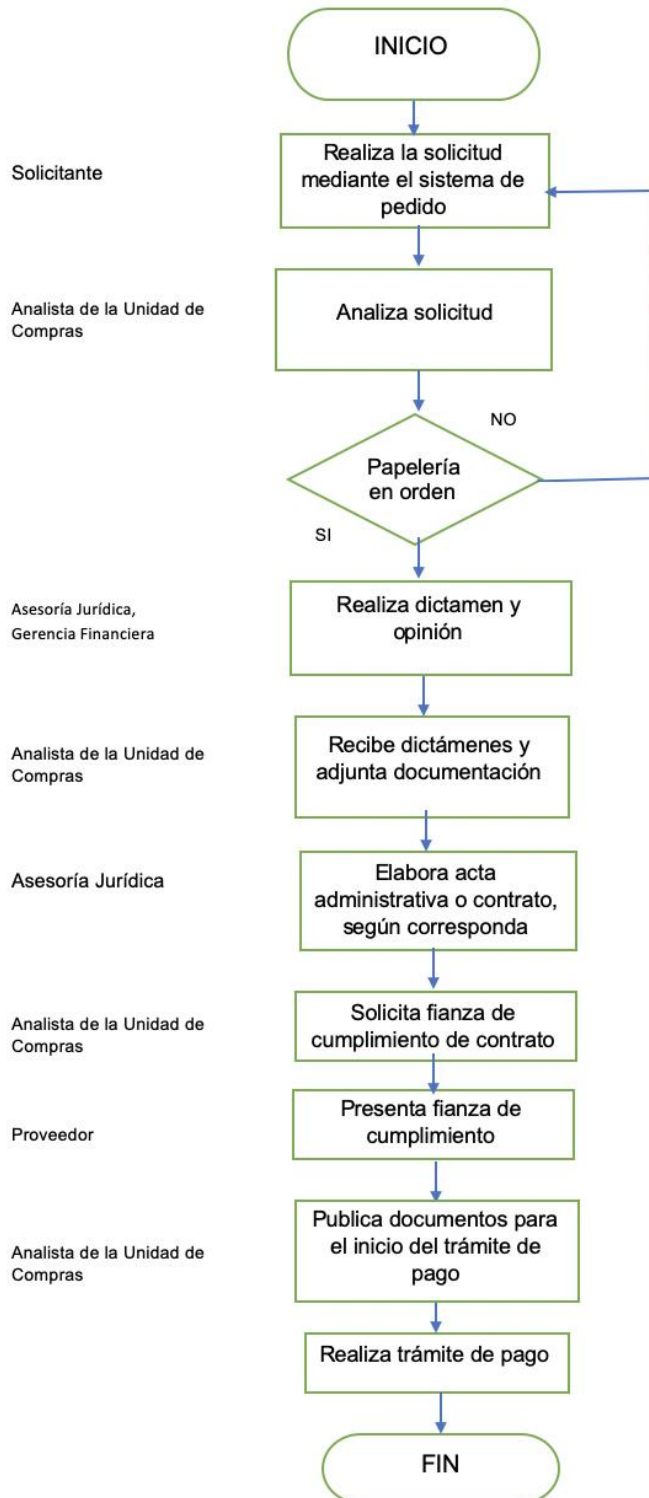 INICIO
Solicitante
Realiza la solicitud
mediante el sistema de
pedido
Analista de la Unidad de
Compras
Analiza solicitud
NO
Papelería
en orden
SI
Asesoría Jurídica,
Gerencia Financiera
Realiza dictamen y
opinión
Analista de la Unidad de
Compras
Recibe dictámenes y
adjunta documentación
Asesoría Jurídica
Elabora acta
administrativa o contrato,
según corresponda
Analista de la Unidad de
Compras
Solicita fianza de
cumplimiento de contrato
Proveedor
Presenta fianza de
cumplimiento
Analista de la Unidad de
Compras
Publica documentos para
el inicio del trámite de
pago
Realiza trámite de pago
FIN